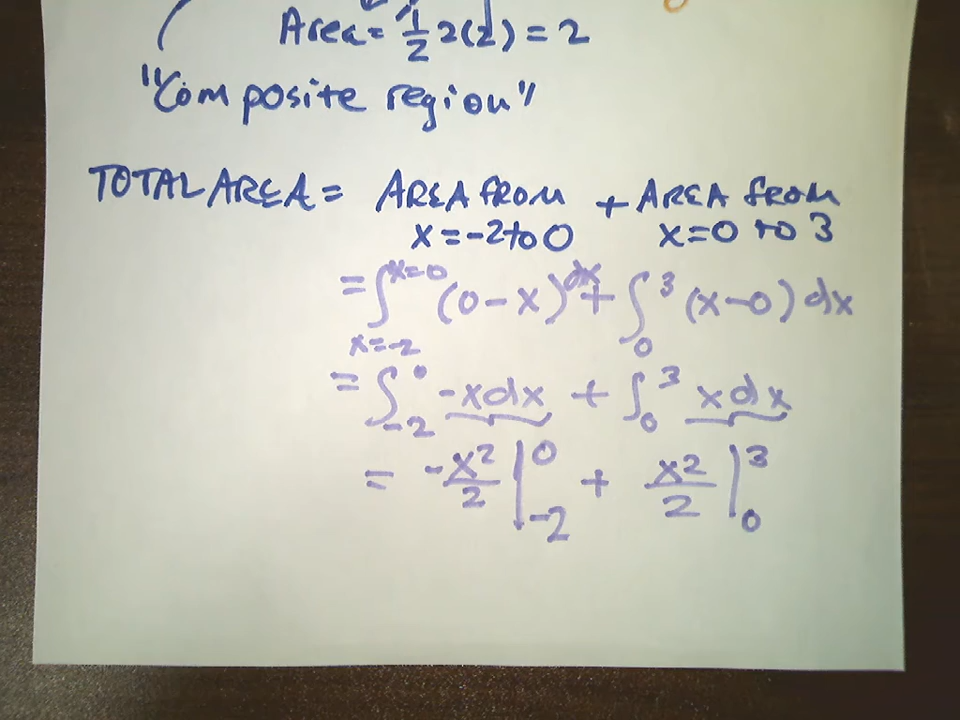 Area = 1/2 2(2) = 2
"Composite region"
TOTAL AREA = AREA FROM x=-2 to 0 + AREA FROM x=0 to 3
= ∫_{x=-2}^{x=0} (0-x) dx + ∫_0^3 (x-0) dx
= ∫_{-2}^0 -x dx + ∫_0^3 x dx
= -x²/2 |_{-2}^0 + x²/2 |_0^3